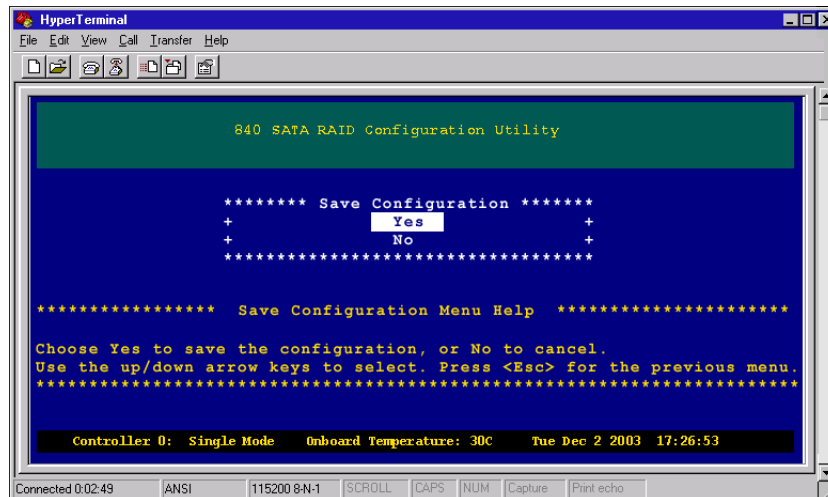 HyperTerminal
File Edit View Call Transfer Help
840 SATA RAID Configuration Utility
******** Save Configuration *******
+ Yes +
+ No +
***********************************
***************** Save Configuration Menu Help **********************
Choose Yes to save the configuration, or No to cancel.
Use the up/down arrow keys to select. Press <Esc> for the previous menu.
************************************************************************
Controller 0: Single Mode Onboard Temperature: 30C Tue Dec 2 2003 17:26:53
Connected 0:02:49 ANSI 115200 8-N-1 SCROLL CAPS NUM Capture Print echo